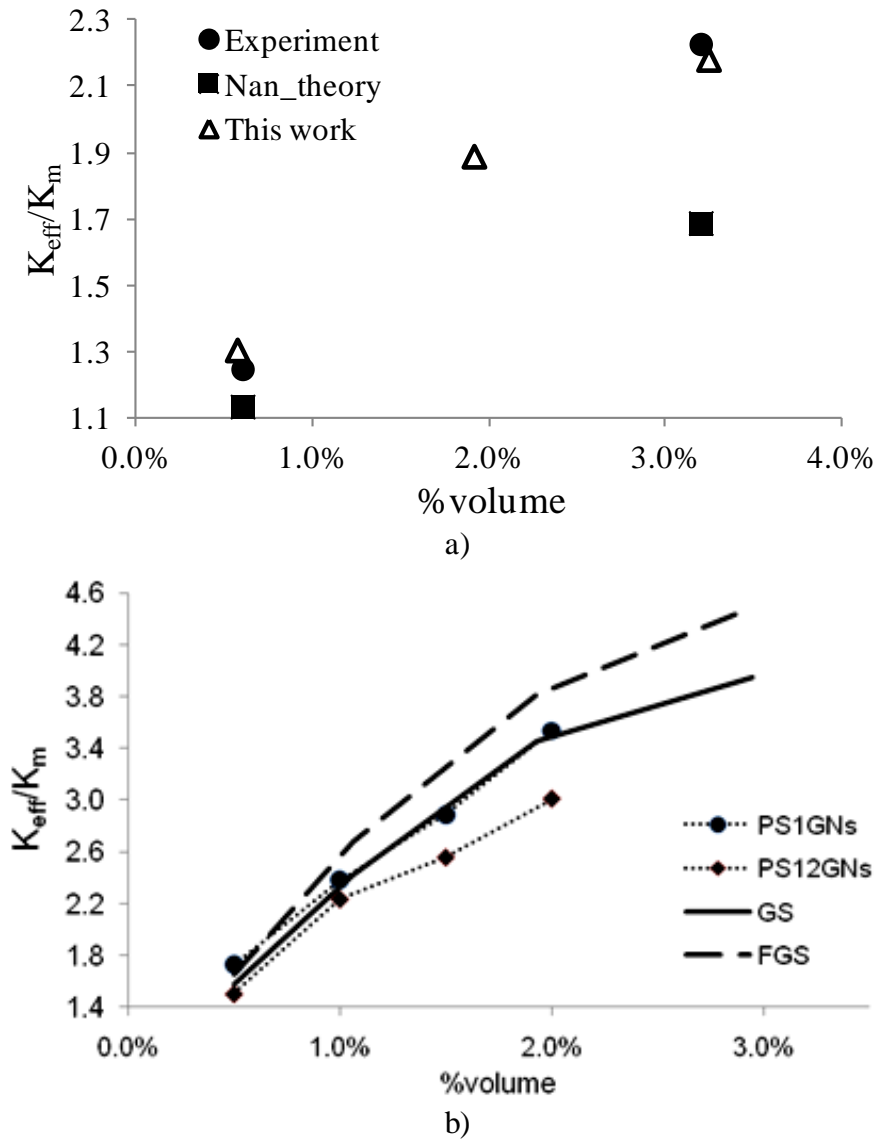 2.3
2.1
1.9
1.7
1.5
1.3
1.1
Keff/Km
Experiment
Nan_theory
This work
0.0% 1.0% 2.0% 3.0% 4.0%
%volume
a)
4.6
4.2
3.8
3.4
3.0
2.6
2.2
1.8
1.4
Keff/Km
PS1GNs
PS12GNs
GS
FGS
0.0% 1.0% 2.0% 3.0%
%volume
b)